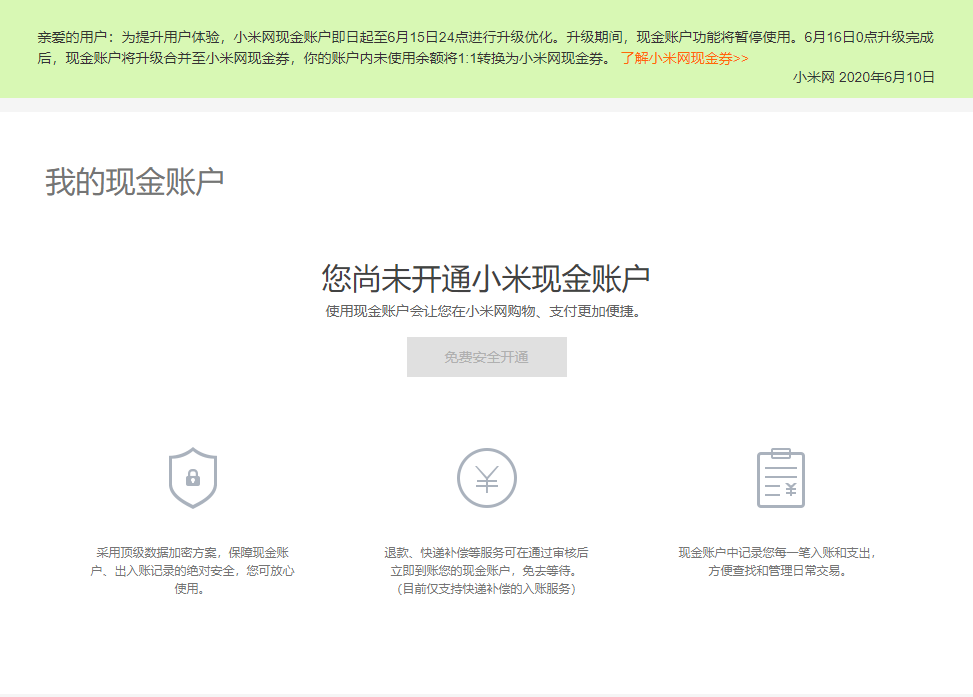 亲爱的用户：为提升用户体验，小米网现金账户即日起至6月15日24点进行升级优化。升级期间，现金账户功能将暂停使用。6月16日0点升级完成
后，现金账户将升级合并至小米网现金券，你的账户内未使用余额将1:1转换为小米网现金券。 了解小米网现金券>>
小米网 2020年6月10日
我的现金账户
您尚未开通小米现金账户
使用现金账户会让您在小米网购物、支付更加便捷。
免费安全开通
¥
¥
采用顶级数据加密方案，保障现金账
户、出入账记录的绝对安全，您可放心
使用。
退款、快递补偿等服务可在通过审核后
立即到账您的现金账户，免去等待。
（目前仅支持快递补偿的入账服务）
现金账户中记录您每一笔入账和支出，
方便查找和管理日常交易。